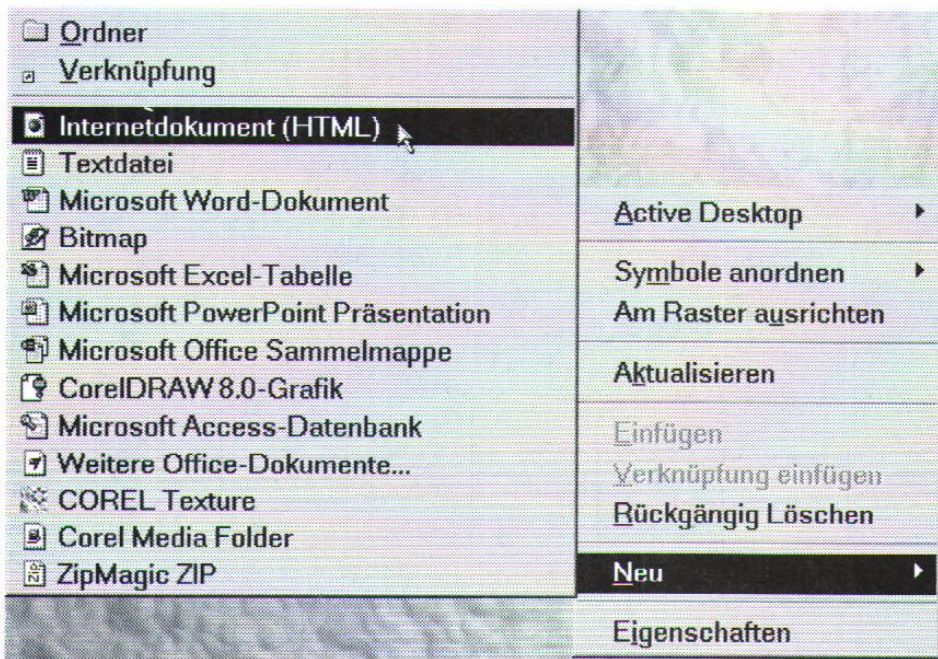 Ordner
Verknüpfung
Internetdokument (HTML)
Textdatei
Microsoft Word-Dokument
Bitmap
Microsoft Excel-Tabelle
Microsoft PowerPoint Präsentation
Microsoft Office Sammelmappe
CorelDRAW 8.0-Grafik
Microsoft Access-Datenbank
Weitere Office-Dokumente...
COREL Texture
Corel Media Folder
ZipMagic ZIP
Active Desktop
Symbole anordnen
Am Raster ausrichten
Aktualisieren
Einfügen
Verknüpfung einfügen
Rückgängig Löschen
Neu
Eigenschaften